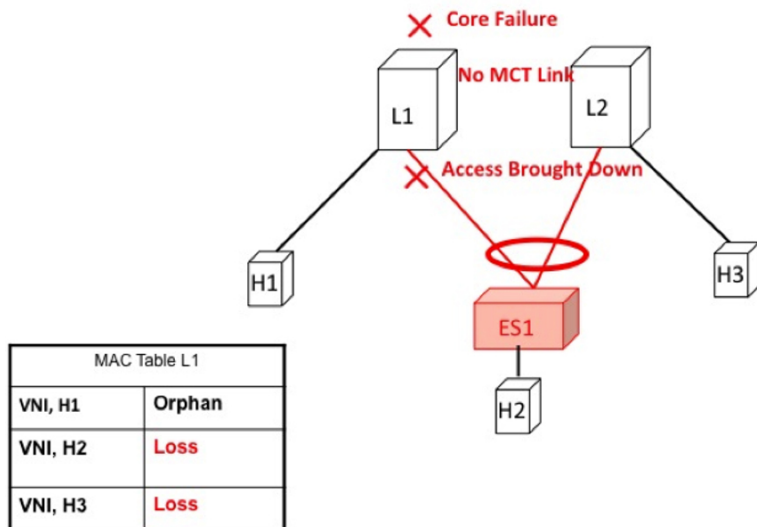 Core Failure
No MCT Link
L1
L2
Access Brought Down
H1
H3
ES1
H2
MAC Table L1
VNI, H1 Orphan
VNI, H2 Loss
VNI, H3 Loss